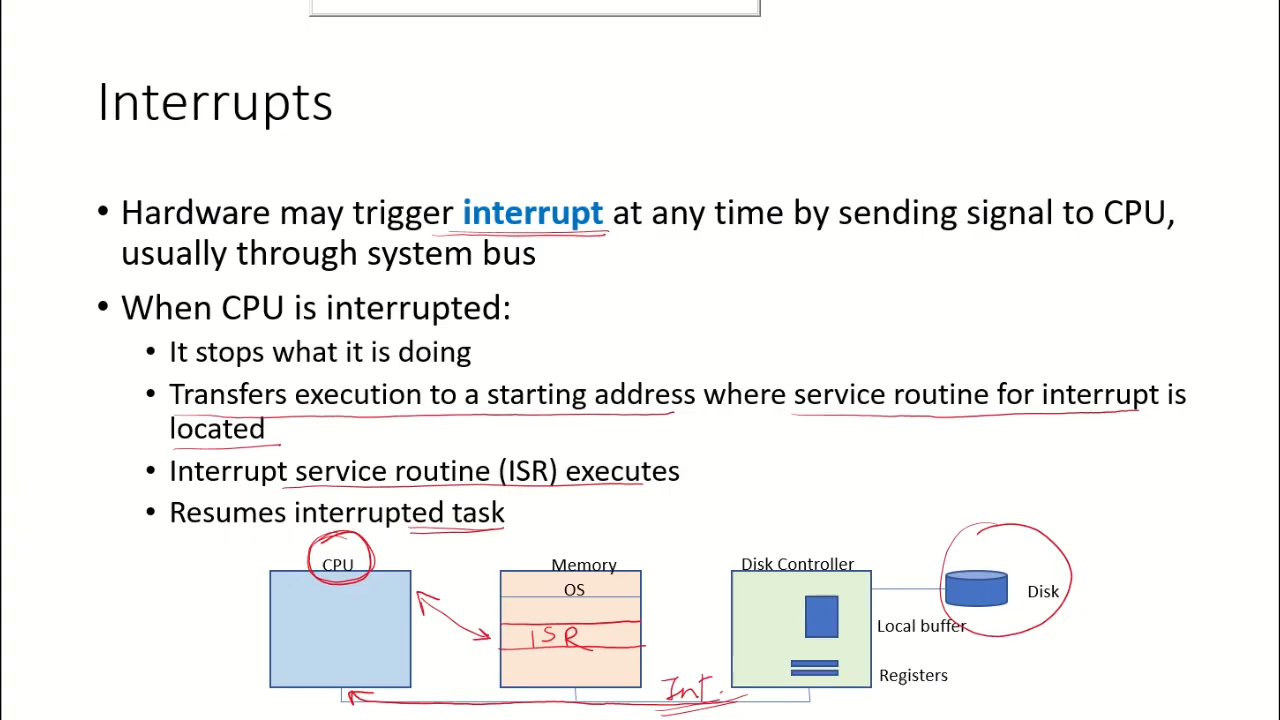 Interrupts
• Hardware may trigger interrupt at any time by sending signal to CPU,
usually through system bus
• When CPU is interrupted:
• It stops what it is doing
• Transfers execution to a starting address where service routine for interrupt is
located
• Interrupt service routine (ISR) executes
• Resumes interrupted task
CPU
Memory
OS
ISR
Disk Controller
Disk
Local buffer
Registers
Int.